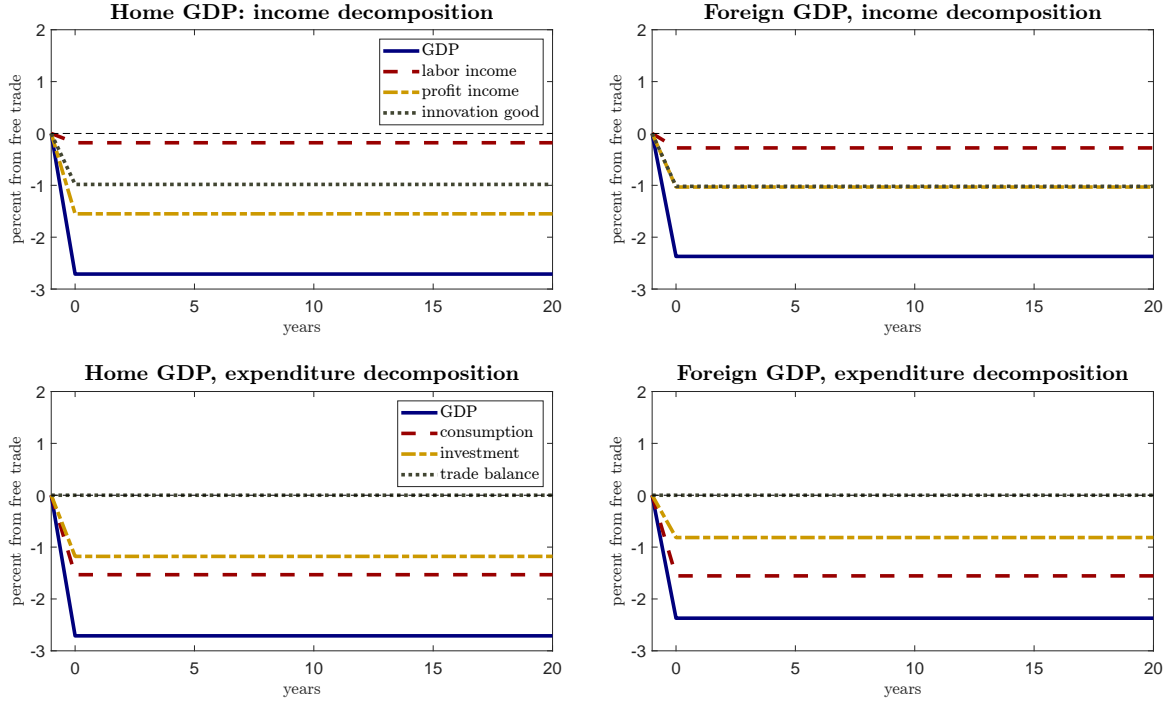 Home GDP: income decomposition
percent from free trade
2
1
0
-1
-2
-3
GDP
labor income
profit income
innovation good
0
5
10
15
20
years
Foreign GDP, income decomposition
percent from free trade
2
1
0
-1
-2
-3
0
5
10
15
20
years
Home GDP, expenditure decomposition
percent from free trade
2
1
0
-1
-2
-3
GDP
consumption
investment
trade balance
0
5
10
15
20
years
Foreign GDP, expenditure decomposition
percent from free trade
2
1
0
-1
-2
-3
0
5
10
15
20
years